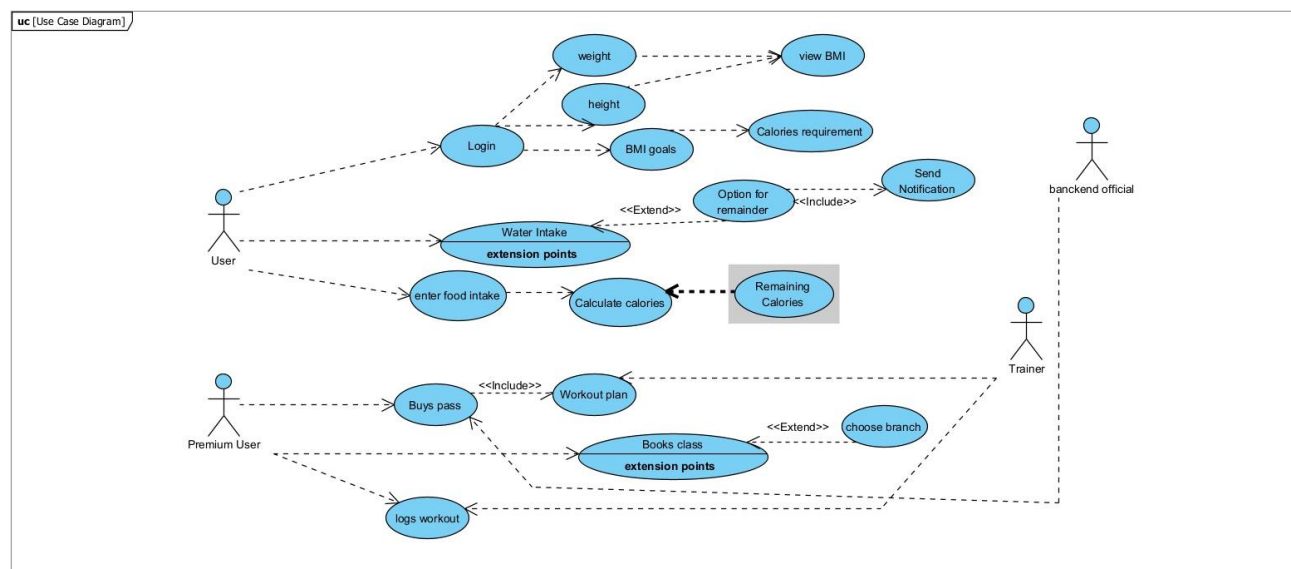 uc [Use Case Diagram]
weight
view BMI
height
Login
BMI goals
Calories requirement
banckend official
Send
Notification
Option for
remainder
<<Include>>
<<Extend>>
User
Water Intake
extension points
enter food intake
Calculate calories
Remaining
Calories
Trainer
Premium User
Buys pass
<<Include>>
Workout plan
<<Extend>>
choose branch
Books class
extension points
logs workout